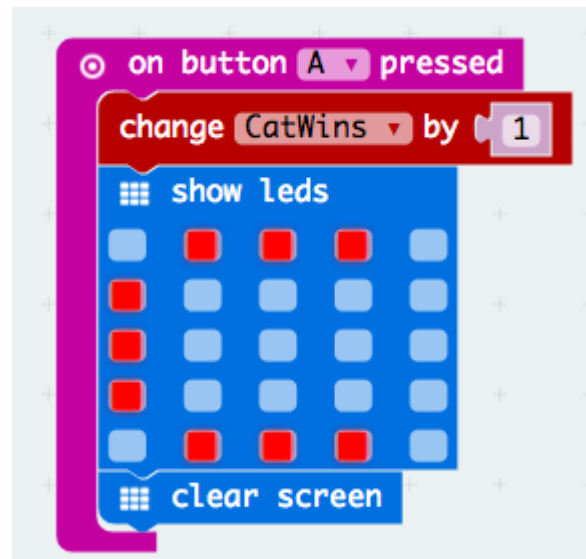 on button A pressed
change CatWins by 1
show leds
clear screen